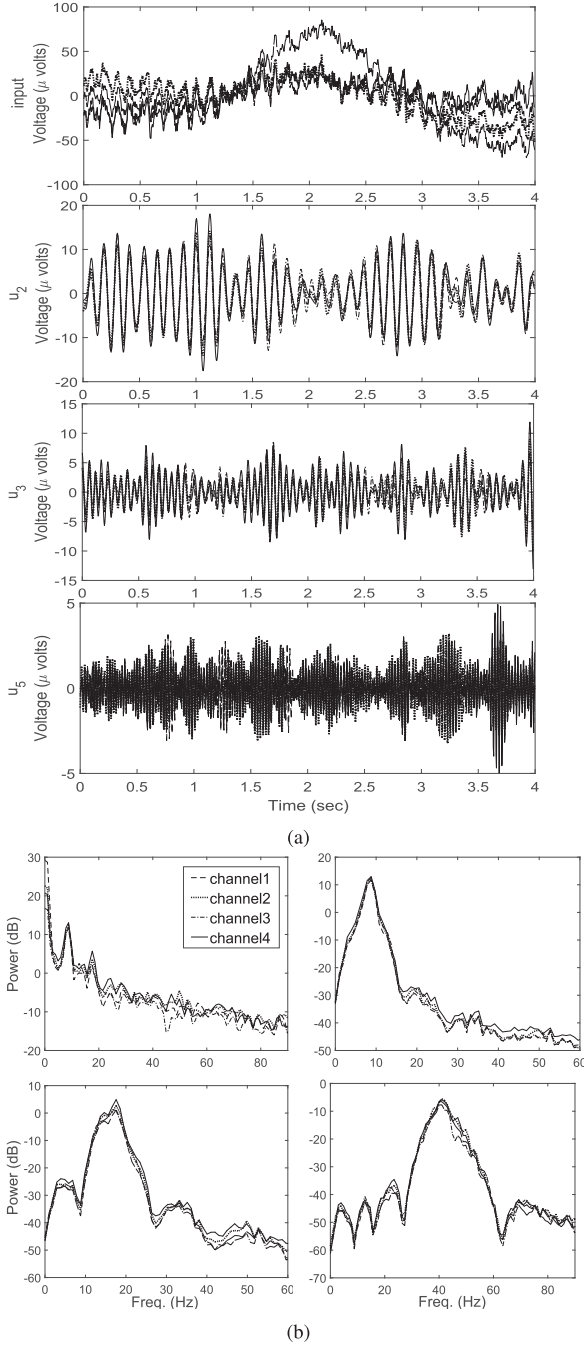 100
50
0
-50
-100
input
Voltage (μ volts)
0 0.5 1 1.5 2 2.5 3 3.5 4
20
10
0
-10
-20
u2
Voltage (μ volts)
0 0.5 1 1.5 2 2.5 3 3.5 4
15
10
5
0
-5
-10
-15
u3
Voltage (μ volts)
0 0.5 1 1.5 2 2.5 3 3.5 4
5
0
-5
u5
Voltage (μ volts)
0 0.5 1 1.5 2 2.5 3 3.5 4
Time (sec)
(a)
30
20
10
0
-10
-20
Power (dB)
channel1
channel2
channel3
channel4
0 20 40 60 80
20
10
0
-10
-20
-30
-40
-50
0 10 20 30 40 50 60
10
0
-10
-20
-30
-40
-50
-60
Power (dB)
0 10 20 30 40 50 60
Freq. (Hz)
0
-10
-20
-30
-40
-50
-60
-70
0 20 40 60 80
Freq. (Hz)
(b)